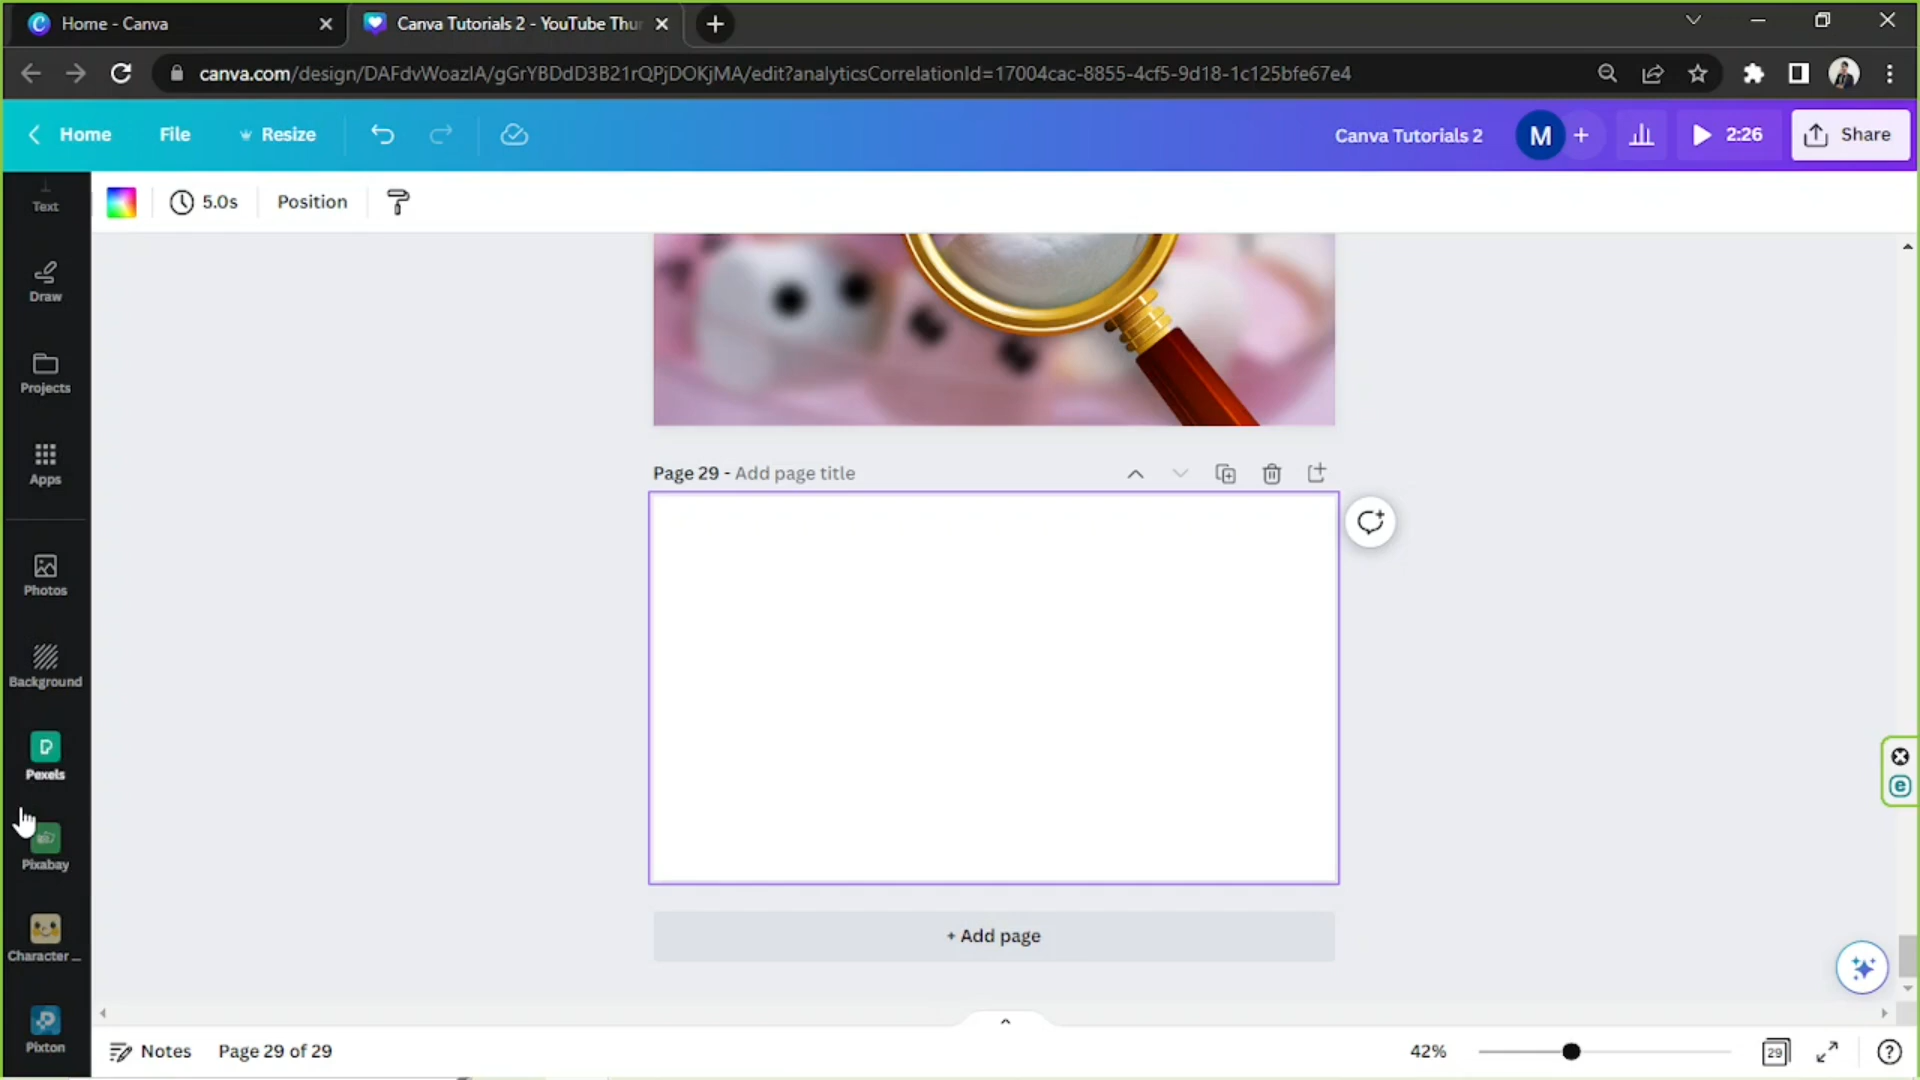 Home - Canva
Canva Tutorials 2 - YouTube Thu
canva.com/design/DAFdvWoazIA/gGrYBDdD3B21rQPjDOKjMA/edit?analyticsCorrelationId=17004cac-8855-4cf5-9d18-1c125bfe67e4
Home
File
Resize
Canva Tutorials 2
M
2:26
Share
Text
5.0s
Position
Draw
Projects
Apps
Photos
Background
Pexels
Pixabay
Character ...
Pixton
Page 29 - Add page title
+ Add page
Notes
Page 29 of 29
42%
29